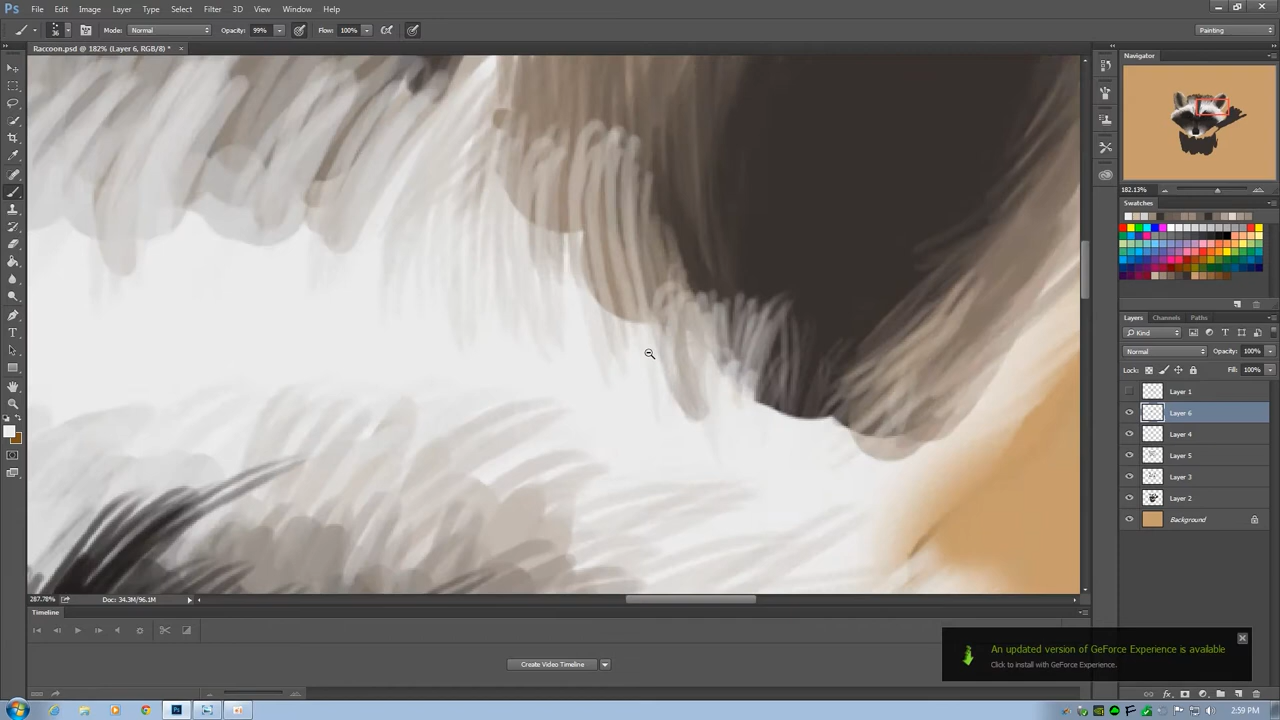 Ps File Edit Image Layer Type Select Filter 3D View Window Help
36 Mode: Normal Opacity: 99% Flow: 100% Painting
Raccoon.psd @ 182% (Layer 6, RGB/8) * ×
Navigator
182.13%
Swatches
Layers Channels Paths
Kind
Normal Opacity: 100%
Lock: Fill: 100%
Layer 1
Layer 6
Layer 4
Layer 5
Layer 3
Layer 2
Background
287.78% Doc: 34.3M/96.1M
Timeline
Create Video Timeline
An updated version of GeForce Experience is available
Click to install with GeForce Experience.
2:59 PM